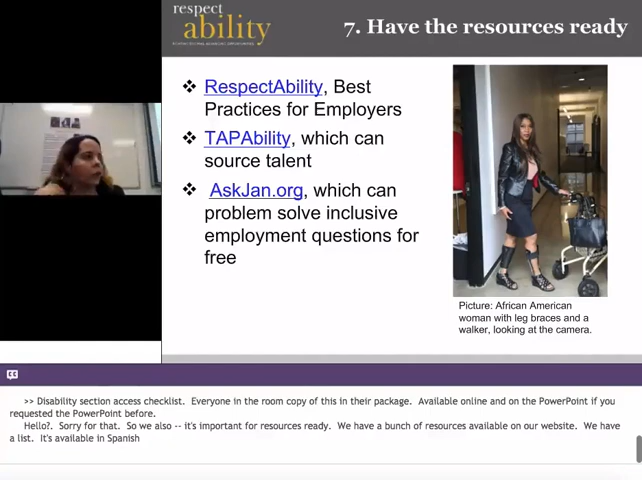 respect
ability
7. Have the resources ready
❖ RespectAbility, Best
Practices for Employers
❖ TAPAbility, which can
source talent
❖ AskJan.org, which can
problem solve inclusive
employment questions for
free
Picture: African American
woman with leg braces and a
walker, looking at the camera.
>> Disability section access checklist.  Everyone in the room copy of this in their package.  Available online and on the PowerPoint if you
requested the PowerPoint before.
Hello?.  Sorry for that.  So we also -- it's important for resources ready.  We have a bunch of resources available on our website.  We have
a list.  It's available in Spanish